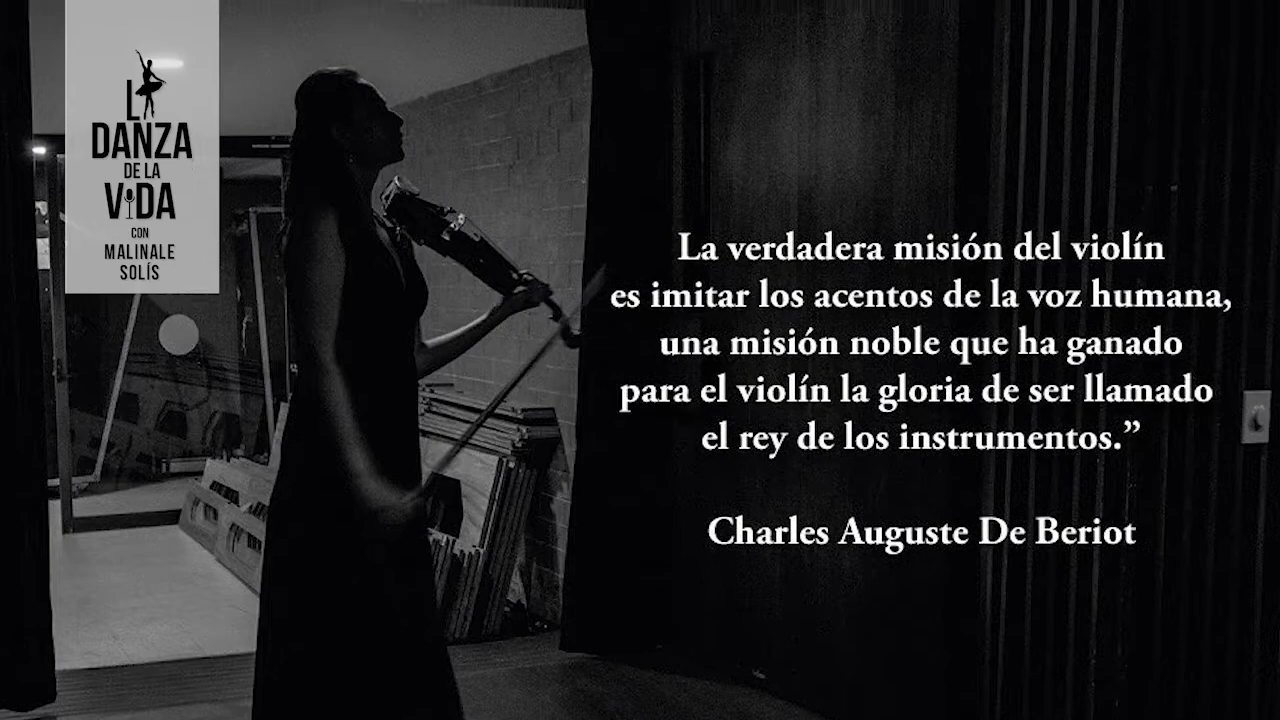 LA
DANZA
DE LA
VIDA
CON
MALINALE
SOLÍS
La verdadera misión del violín
es imitar los acentos de la voz humana,
una misión noble que ha ganado
para el violín la gloria de ser llamado
el rey de los instrumentos.”
Charles Auguste De Beriot